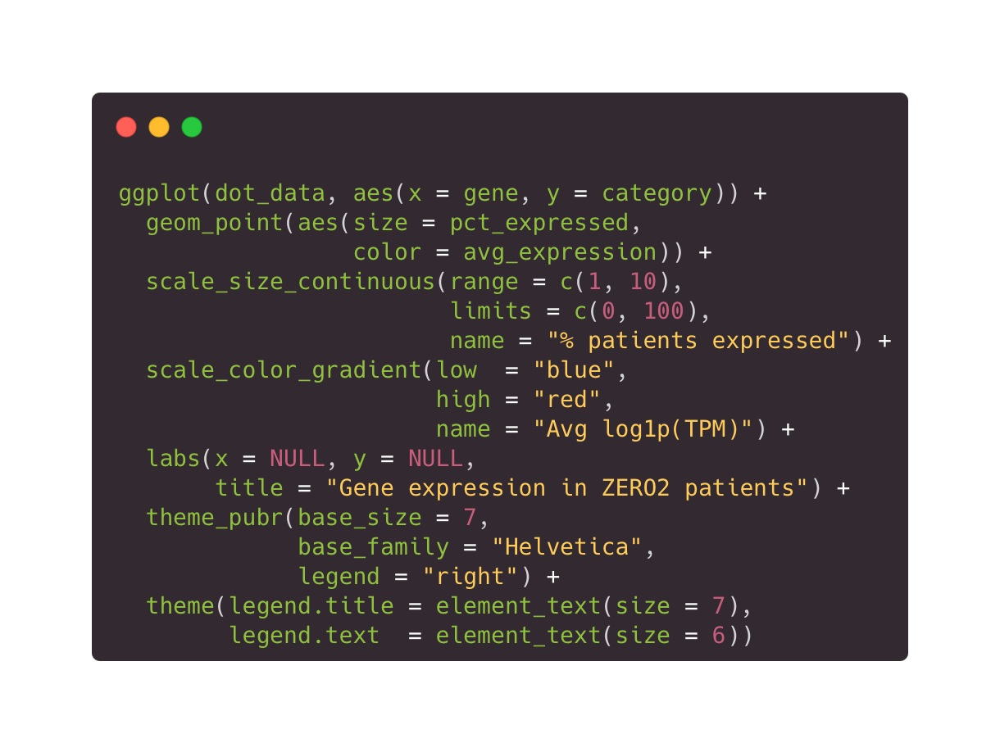 ggplot(dot_data, aes(x = gene, y = category)) +
  geom_point(aes(size = pct_expressed,
                 color = avg_expression)) +
  scale_size_continuous(range = c(1, 10),
                        limits = c(0, 100),
                        name = "% patients expressed") +
  scale_color_gradient(low  = "blue",
                       high = "red",
                       name = "Avg log1p(TPM)") +
  labs(x = NULL, y = NULL,
       title = "Gene expression in ZERO2 patients") +
  theme_pubr(base_size = 7,
             base_family = "Helvetica",
             legend = "right") +
  theme(legend.title = element_text(size = 7),
        legend.text  = element_text(size = 6))